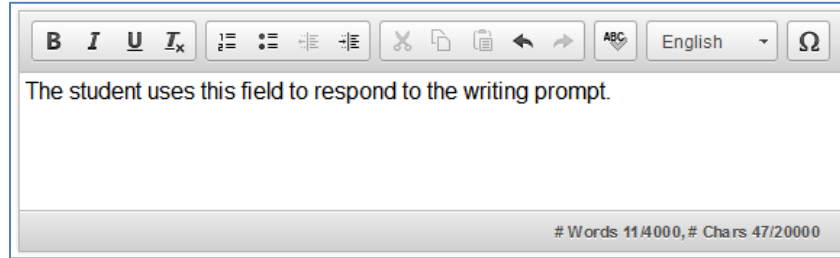 B I U Tx ABC English Ω
The student uses this field to respond to the writing prompt.
# Words 11/4000, # Chars 47/20000